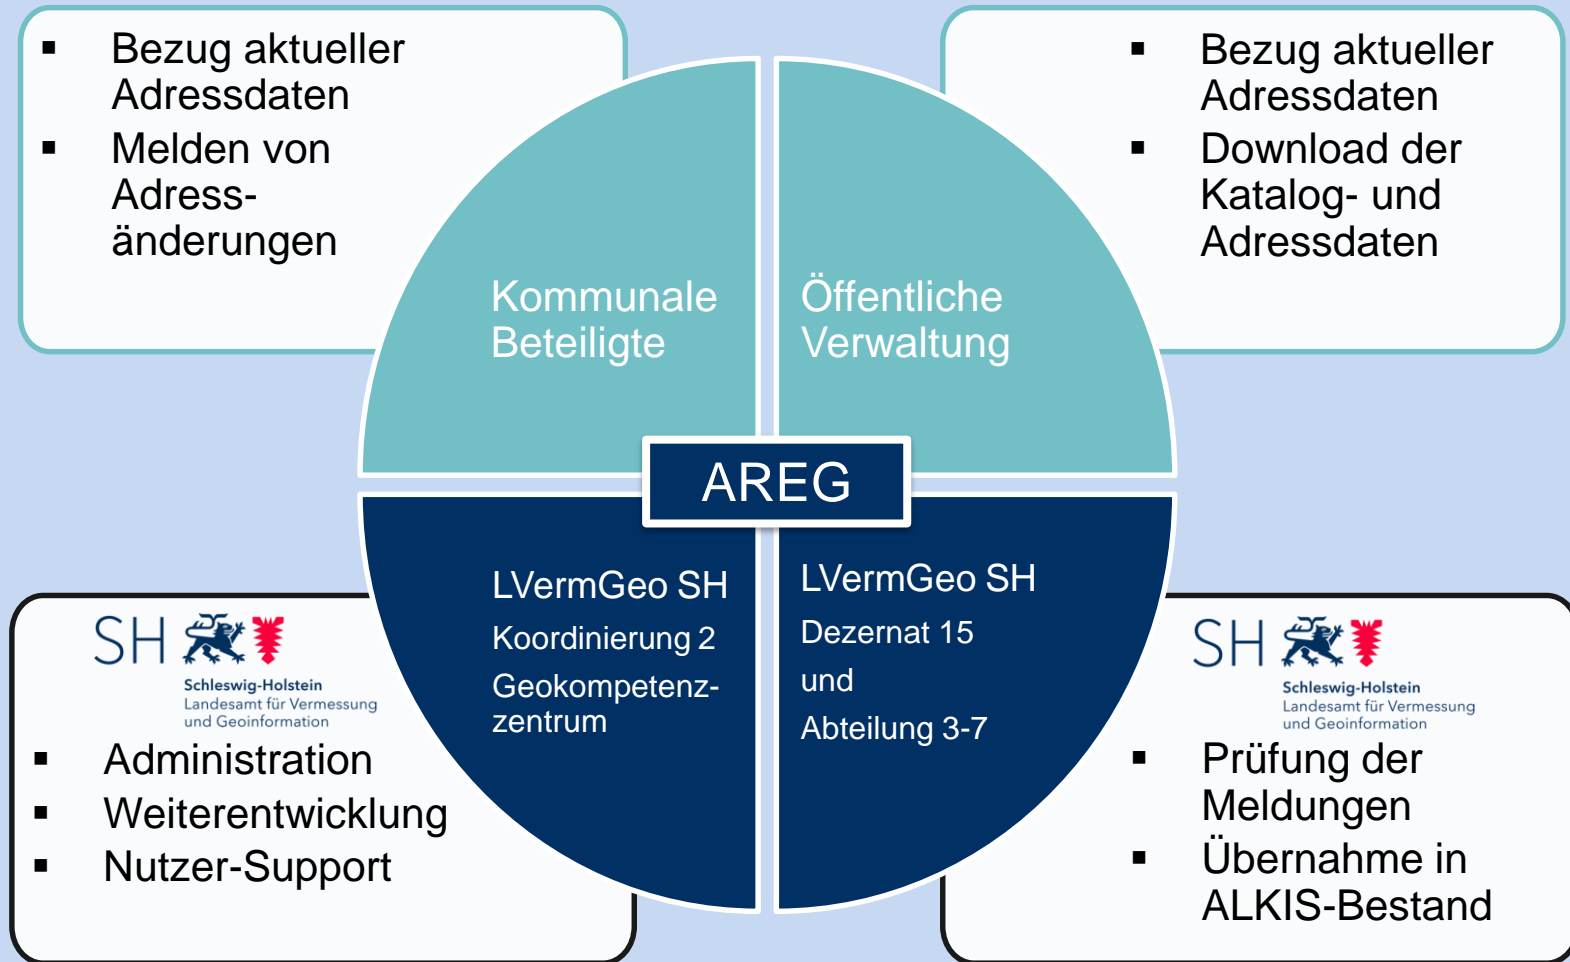 ▪ Bezug aktueller
Adressdaten
▪ Melden von
Adress-
änderungen
▪ Bezug aktueller
Adressdaten
▪ Download der
Katalog- und
Adressdaten
Kommunale
Beteiligte
Öffentliche
Verwaltung
AREG
LVermGeo SH
Koordinierung 2
Geokompetenz-
zentrum
LVermGeo SH
Dezernat 15
und
Abteilung 3-7
SH
Schleswig-Holstein
Landesamt für Vermessung
und Geoinformation
▪ Administration
▪ Weiterentwicklung
▪ Nutzer-Support
SH
Schleswig-Holstein
Landesamt für Vermessung
und Geoinformation
▪ Prüfung der
Meldungen
▪ Übernahme in
ALKIS-Bestand